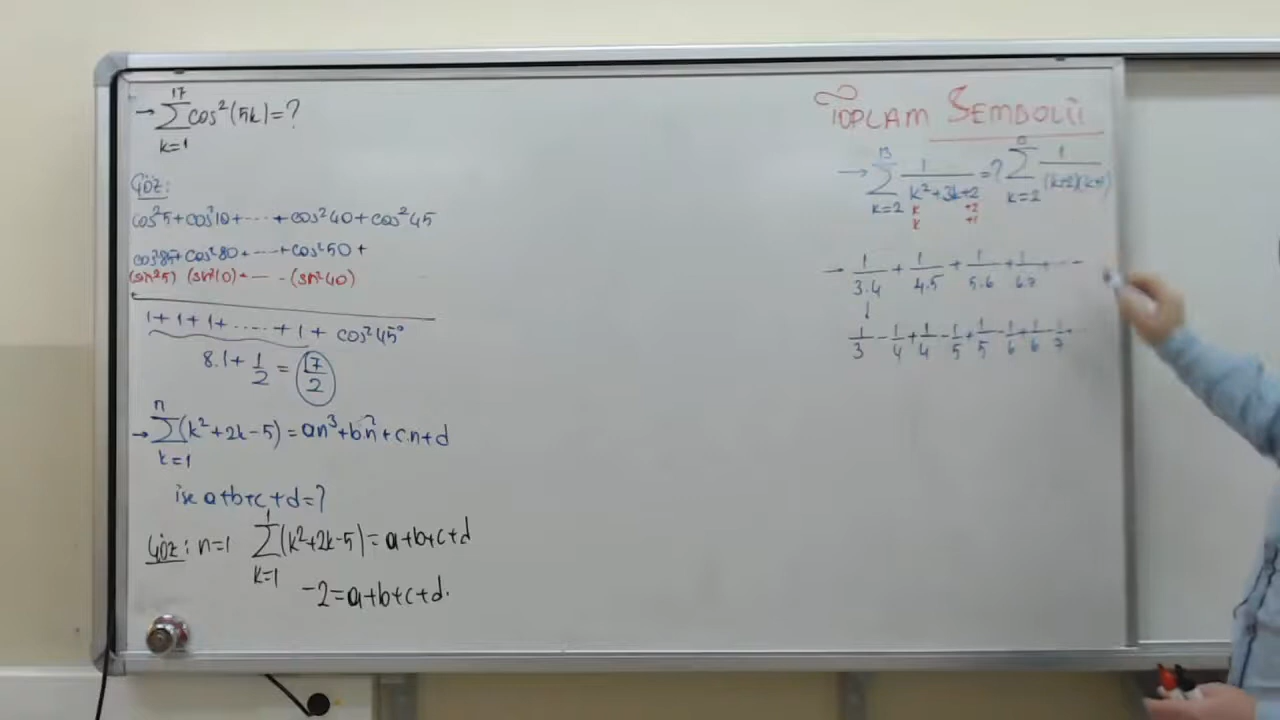 → 17∑k=1 cos²(5k)=?
Çöz:
cos²5+cos²10+····+cos²40+cos²45
cos²85+cos²80+····+cos²50+
(sin²5) (sin²10)+—··-(sin²40)
1+1+1+.....+1+ cos²45°
8.1+ 1/2 = 17/2
→ n∑k=1 (k²+2k-5)=an³+b.n²+c.n+d
ise a+b+c+d=?
Çöz: n=1 1∑k=1 (k²+2k-5)=a+b+c+d
-2=a+b+c+d.
TOPLAM SEMBOLÜ
→ 13∑k=2 1/(k²+3k+2) =? ∑k=2 1/((k+2)(k+1))
k +2
k +1
→ 1/3.4 + 1/4.5 + 1/5.6 + 1/6.7 +···
↓
1/3 - 1/4 + 1/4 - 1/5 + 1/5 - 1/6 + 1/6 - 1/7 +